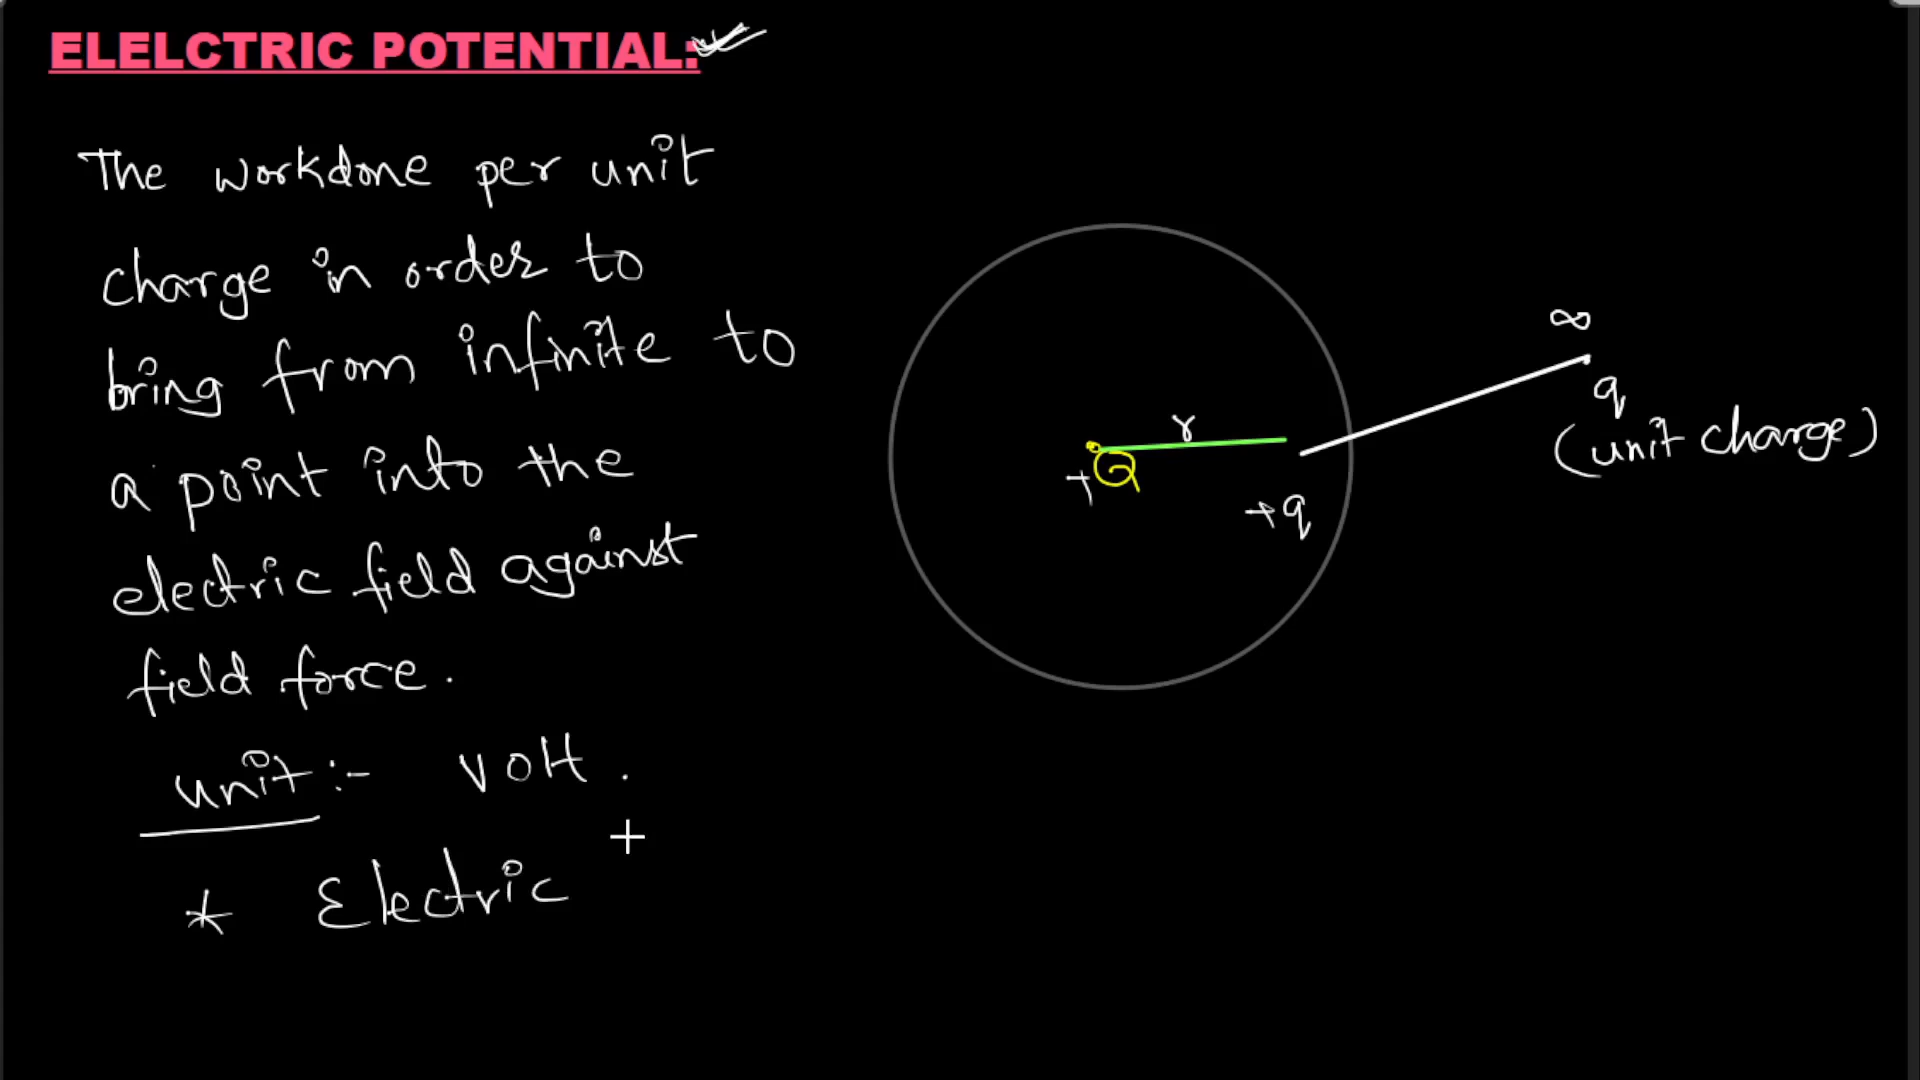 ELELCTRIC POTENTIAL:
The workdone per unit
charge in order to
bring from infinite to
a point into the
electric field against
field force.
unit :- volt.
* Electric
r
+Q
+q
∞
q
(unit charge)